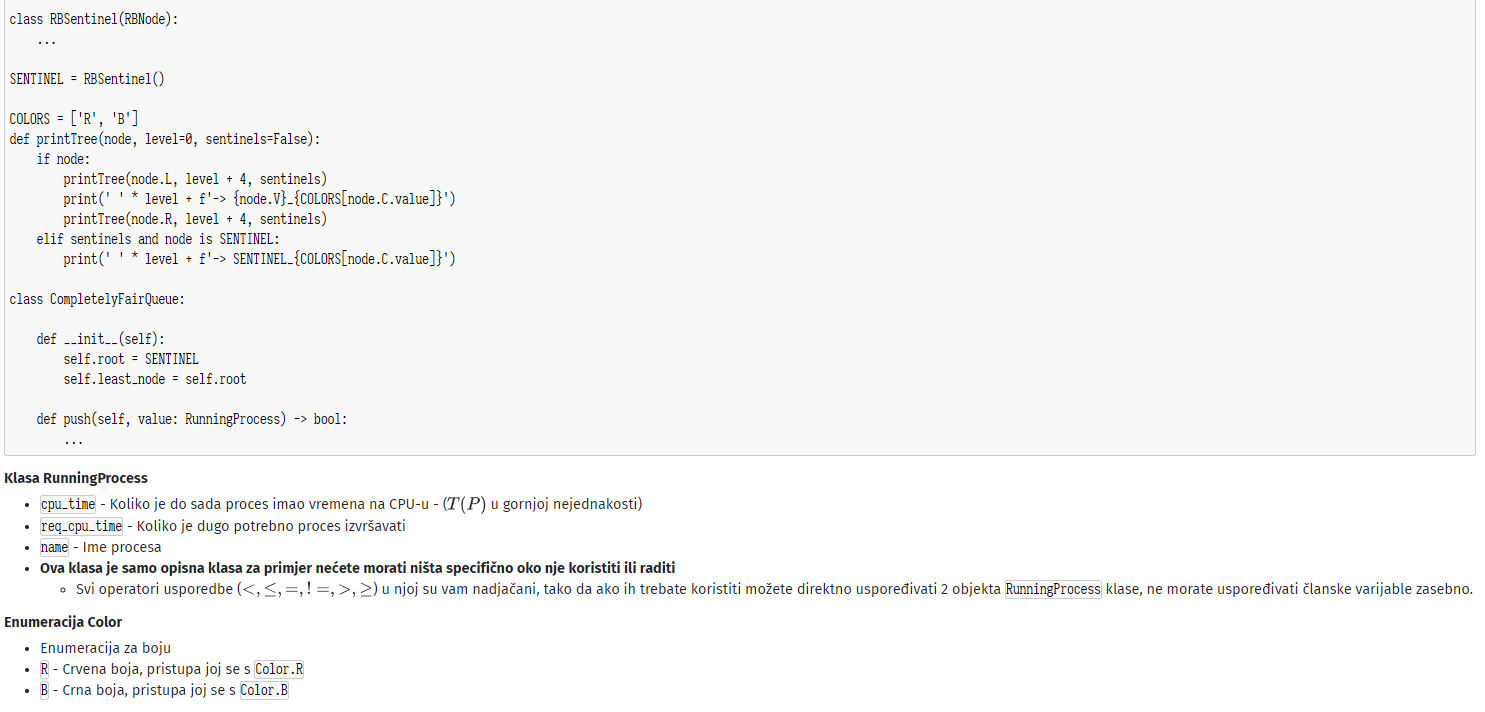 class RBSentinel(RBNode):
    ...
SENTINEL = RBSentinel()
COLORS = ['R', 'B']
def printTree(node, level=0, sentinels=False):
    if node:
        printTree(node.L, level + 4, sentinels)
        print(' ' * level + f'-> {node.V}_{COLORS[node.C.value]}')
        printTree(node.R, level + 4, sentinels)
    elif sentinels and node is SENTINEL:
        print(' ' * level + f'-> SENTINEL_{COLORS[node.C.value]}')
class CompletelyFairQueue:
    def __init__(self):
        self.root = SENTINEL
        self.least_node = self.root
    def push(self, value: RunningProcess) -> bool:
        ...
Klasa RunningProcess
• cpu_time - Koliko je do sada proces imao vremena na CPU-u - (T(P) u gornjoj nejednakosti)
• req_cpu_time - Koliko je dugo potrebno proces izvršavati
• name - Ime procesa
• Ova klasa je samo opisna klasa za primjer nećete morati ništa specifično oko nje koristiti ili raditi
◦ Svi operatori usporedbe (<, ≤, =, ! =, >, ≥) u njoj su vam nadjačani, tako da ako ih trebate koristiti možete direktno uspoređivati 2 objekta RunningProcess klase, ne morate uspoređivati članske varijable zasebno.
Enumeracija Color
• Enumeracija za boju
• R - Crvena boja, pristupa joj se s Color.R
• B - Crna boja, pristupa joj se s Color.B